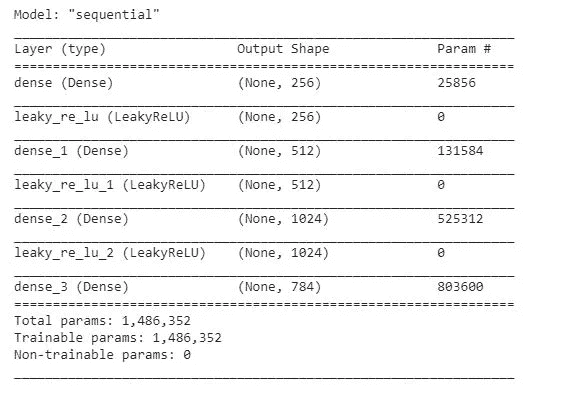 Model: "sequential"
Layer (type) Output Shape Param #
dense (Dense) (None, 256) 25856
leaky_re_lu (LeakyReLU) (None, 256) 0
dense_1 (Dense) (None, 512) 131584
leaky_re_lu_1 (LeakyReLU) (None, 512) 0
dense_2 (Dense) (None, 1024) 525312
leaky_re_lu_2 (LeakyReLU) (None, 1024) 0
dense_3 (Dense) (None, 784) 803600
Total params: 1,486,352
Trainable params: 1,486,352
Non-trainable params: 0